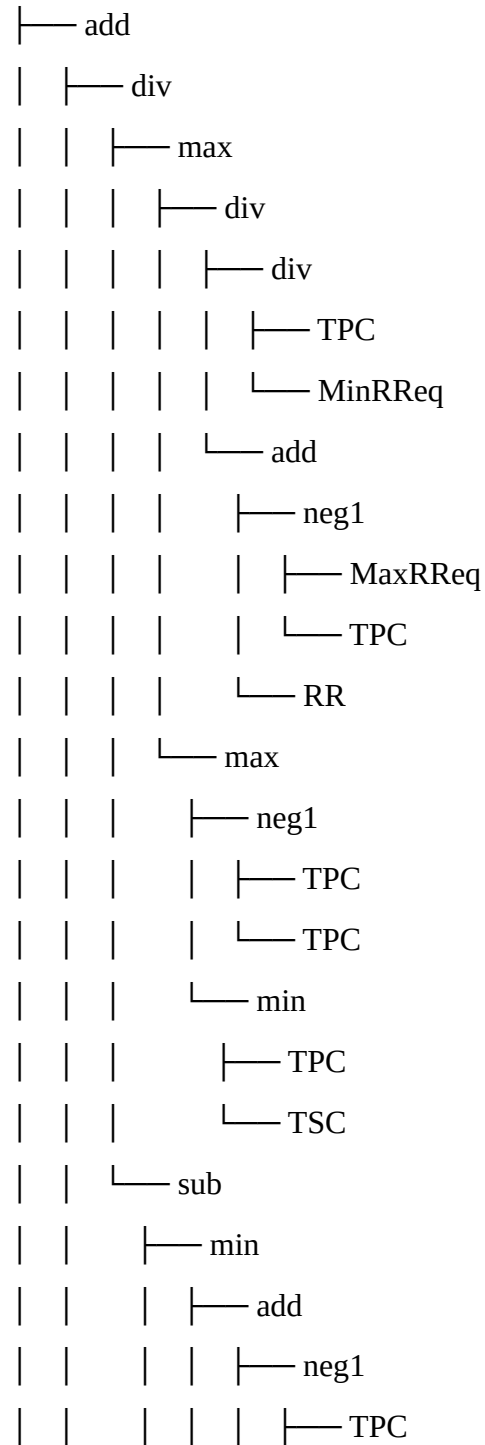 add
div
max
div
div
TPC
MinRReq
add
neg1
MaxRReq
TPC
RR
max
neg1
TPC
TPC
min
TPC
TSC
sub
min
add
neg1
TPC